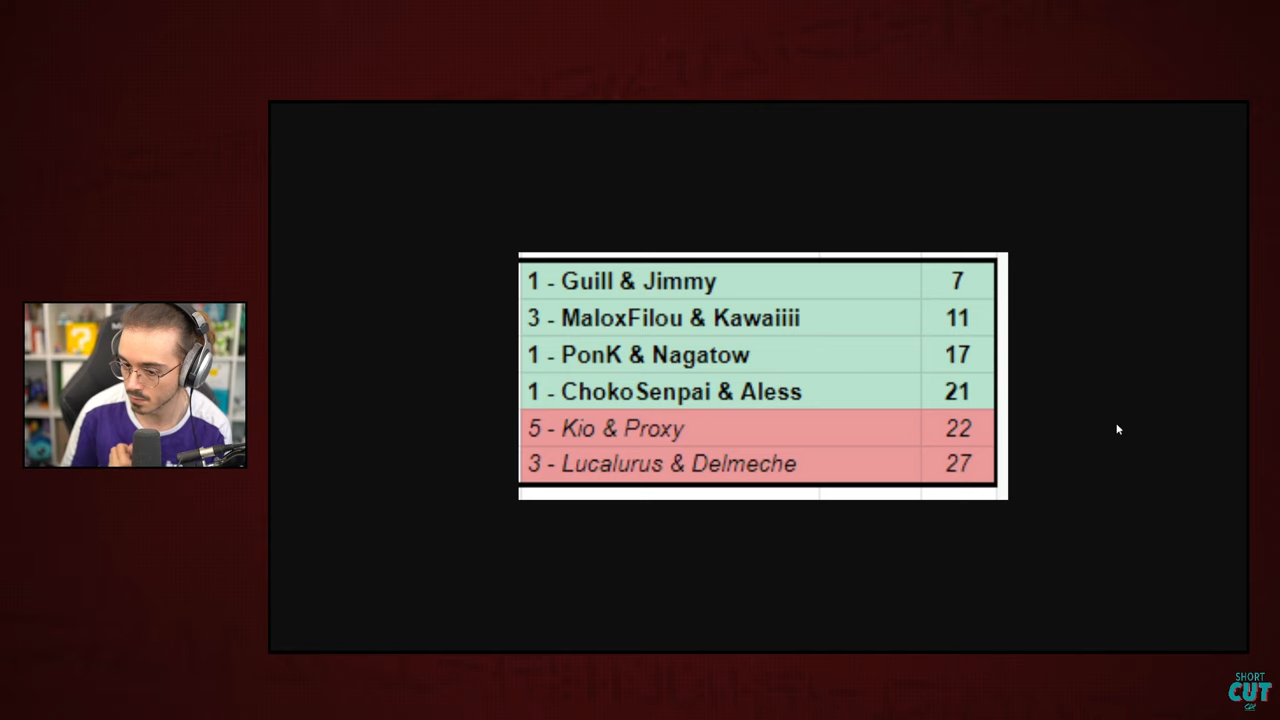 1 - Guill & Jimmy 7
3 - MaloxFilou & Kawaiiii 11
1 - PonK & Nagatow 17
1 - ChokoSenpai & Aless 21
5 - Kio & Proxy 22
3 - Lucalurus & Delmeche 27
SHORT
CUT